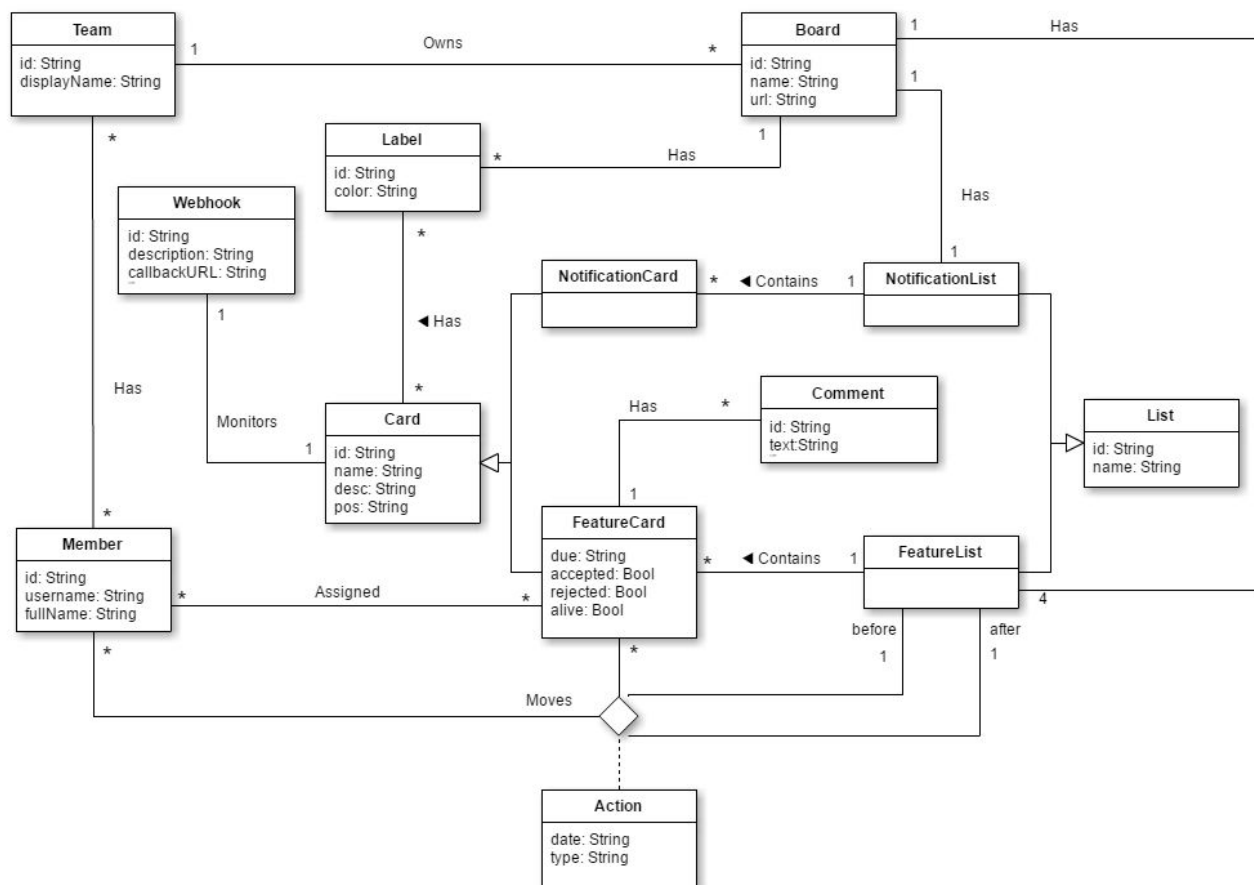 Team
id: String
displayName: String
1
Owns
*
Board
id: String
name: String
url: String
1
Has
1
1
*
Label
id: String
color: String
*
Has
*
Webhook
id: String
description: String
callbackURL: String
1
Has
1
NotificationCard
*
◄ Contains
1
NotificationList
◄ Has
Has
*
Monitors
1
Card
id: String
name: String
desc: String
pos: String
Has
*
Comment
id: String
text:String
List
id: String
name: String
1
*
Member
id: String
username: String
fullName: String
*
Assigned
*
FeatureCard
due: String
accepted: Bool
rejected: Bool
alive: Bool
*
◄ Contains
1
FeatureList
4
*
*
before
1
after
1
Moves
Action
date: String
type: String